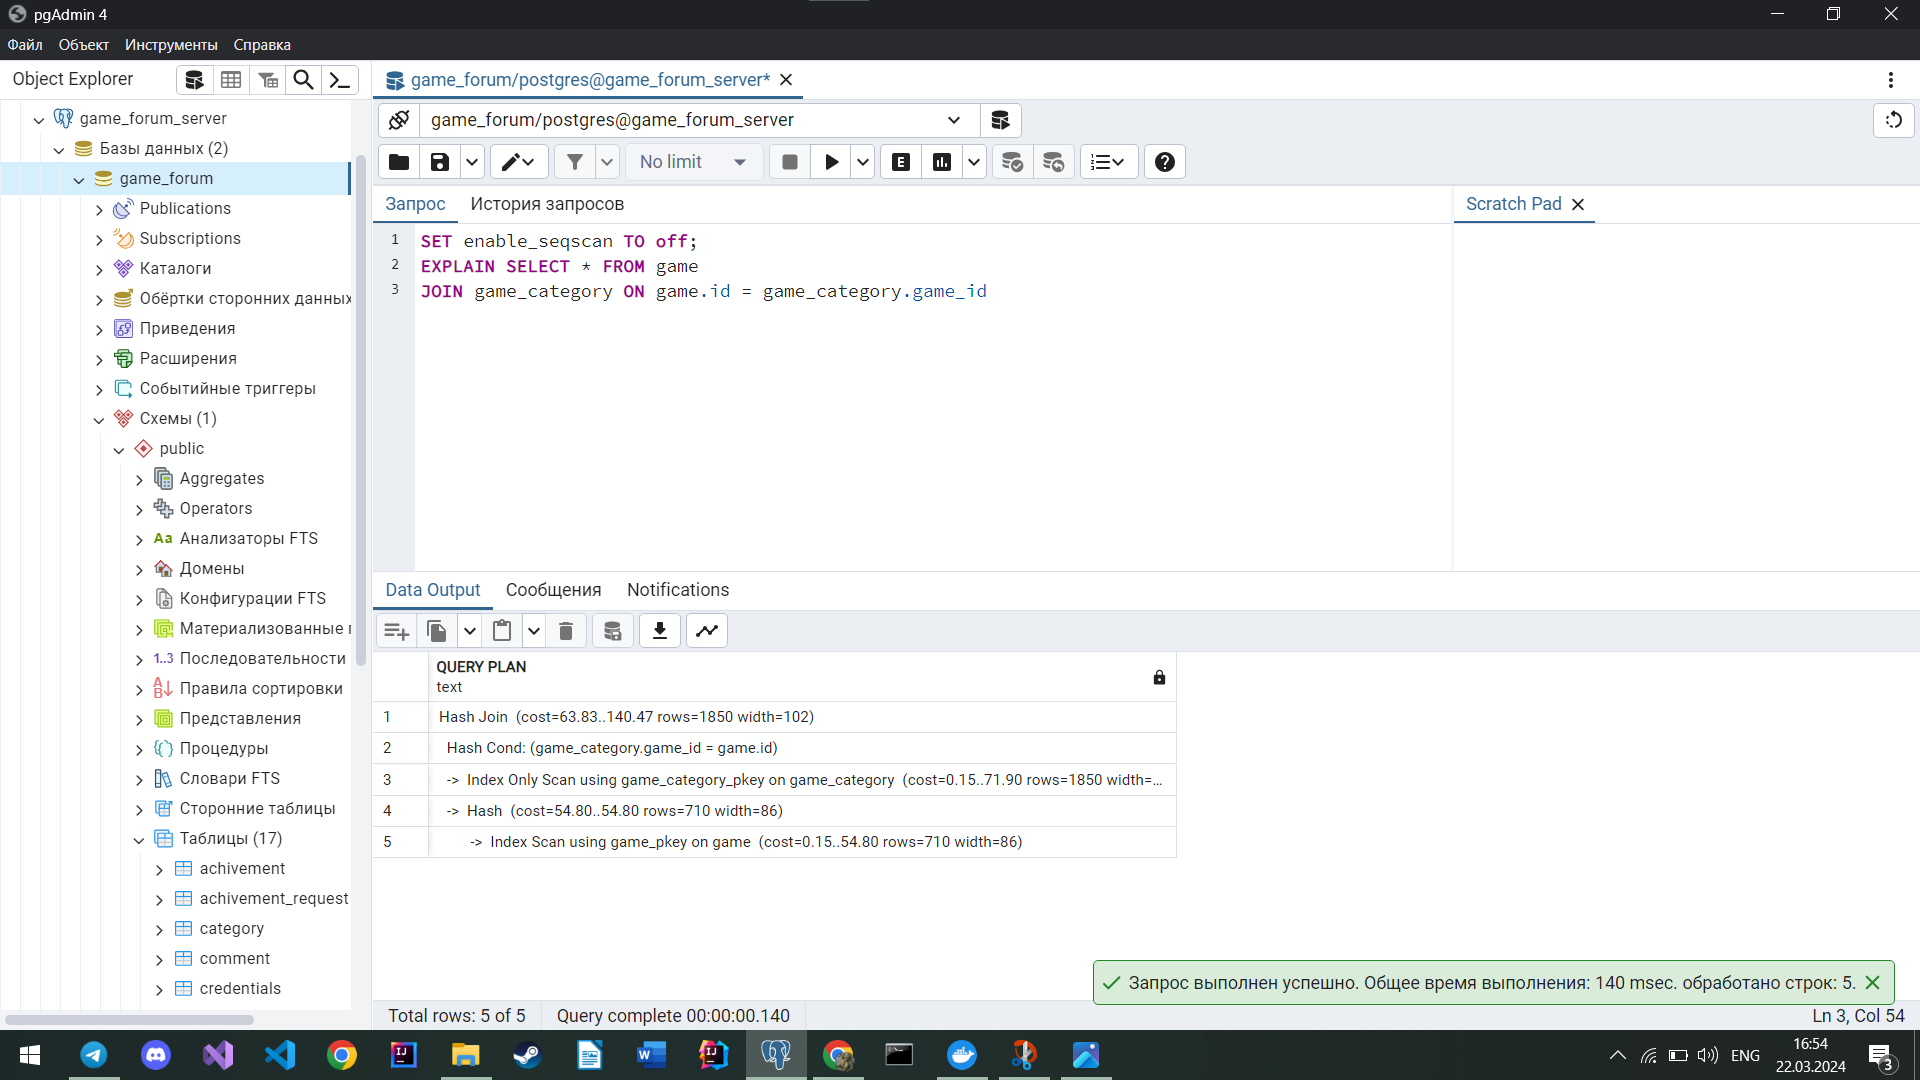 pgAdmin 4
Файл Объект Инструменты Справка
Object Explorer
game_forum_server
Базы данных (2)
game_forum
Publications
Subscriptions
Каталоги
Обёртки сторонних данных
Приведения
Расширения
Событийные триггеры
Схемы (1)
public
Aggregates
Operators
Aa Анализаторы FTS
Домены
Конфигурации FTS
Материализованные
1..3 Последовательности
Правила сортировки
Представления
Процедуры
Словари FTS
Сторонние таблицы
Таблицы (17)
achivement
achivement_request
category
comment
credentials
game_forum/postgres@game_forum_server*
game_forum/postgres@game_forum_server
No limit
E
Запрос История запросов
Scratch Pad
1 SET enable_seqscan TO off;
2 EXPLAIN SELECT * FROM game
3 JOIN game_category ON game.id = game_category.game_id
Data Output Сообщения Notifications
QUERY PLAN
text
1 Hash Join (cost=63.83..140.47 rows=1850 width=102)
2 Hash Cond: (game_category.game_id = game.id)
3 -> Index Only Scan using game_category_pkey on game_category (cost=0.15..71.90 rows=1850 width=...
4 -> Hash (cost=54.80..54.80 rows=710 width=86)
5 -> Index Scan using game_pkey on game (cost=0.15..54.80 rows=710 width=86)
Запрос выполнен успешно. Общее время выполнения: 140 msec. обработано строк: 5.
Total rows: 5 of 5 Query complete 00:00:00.140
Ln 3, Col 54
ENG
16:54
22.03.2024
3